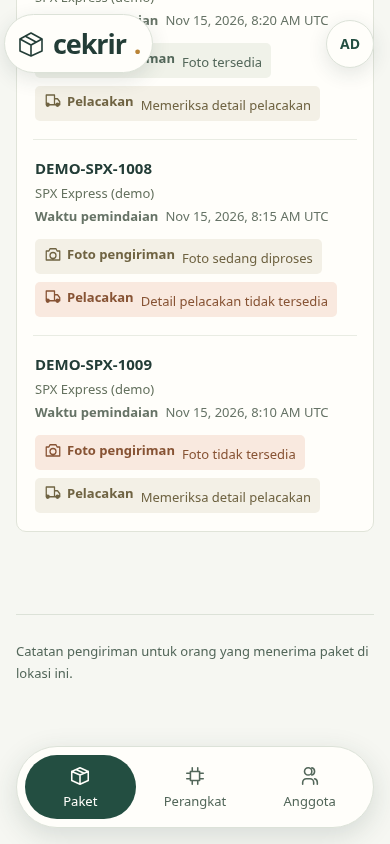 cekrir.
AD
Nov 15, 2026, 8:20 AM UTC
Foto tersedia
Pelacakan Memeriksa detail pelacakan
DEMO-SPX-1008
SPX Express (demo)
Waktu pemindaian Nov 15, 2026, 8:15 AM UTC
Foto pengiriman Foto sedang diproses
Pelacakan Detail pelacakan tidak tersedia
DEMO-SPX-1009
SPX Express (demo)
Waktu pemindaian Nov 15, 2026, 8:10 AM UTC
Foto pengiriman Foto tidak tersedia
Pelacakan Memeriksa detail pelacakan
Catatan pengiriman untuk orang yang menerima paket di
lokasi ini.
Paket
Perangkat
Anggota